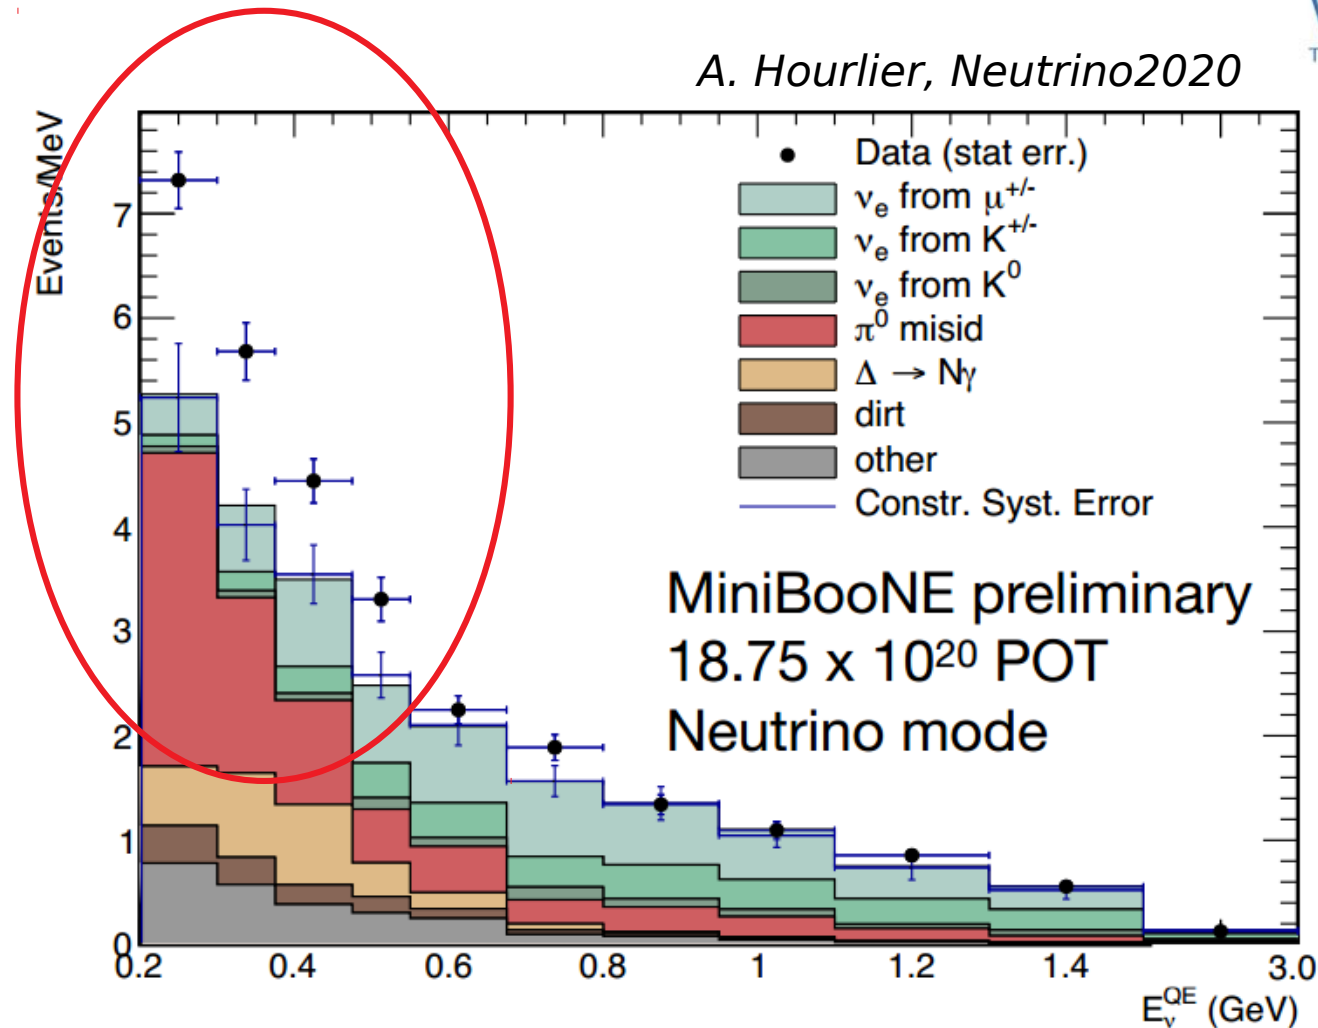 A. Hourlier, Neutrino2020
Events/MeV
Data (stat err.)
νe from μ+/-
νe from K+/-
νe from K0
π0 misid
Δ → Nγ
dirt
other
Constr. Syst. Error
MiniBooNE preliminary
18.75 x 10²⁰ POT
Neutrino mode
7
6
5
4
3
2
1
0
0.2 0.4 0.6 0.8 1 1.2 1.4 3.0
EνQE (GeV)